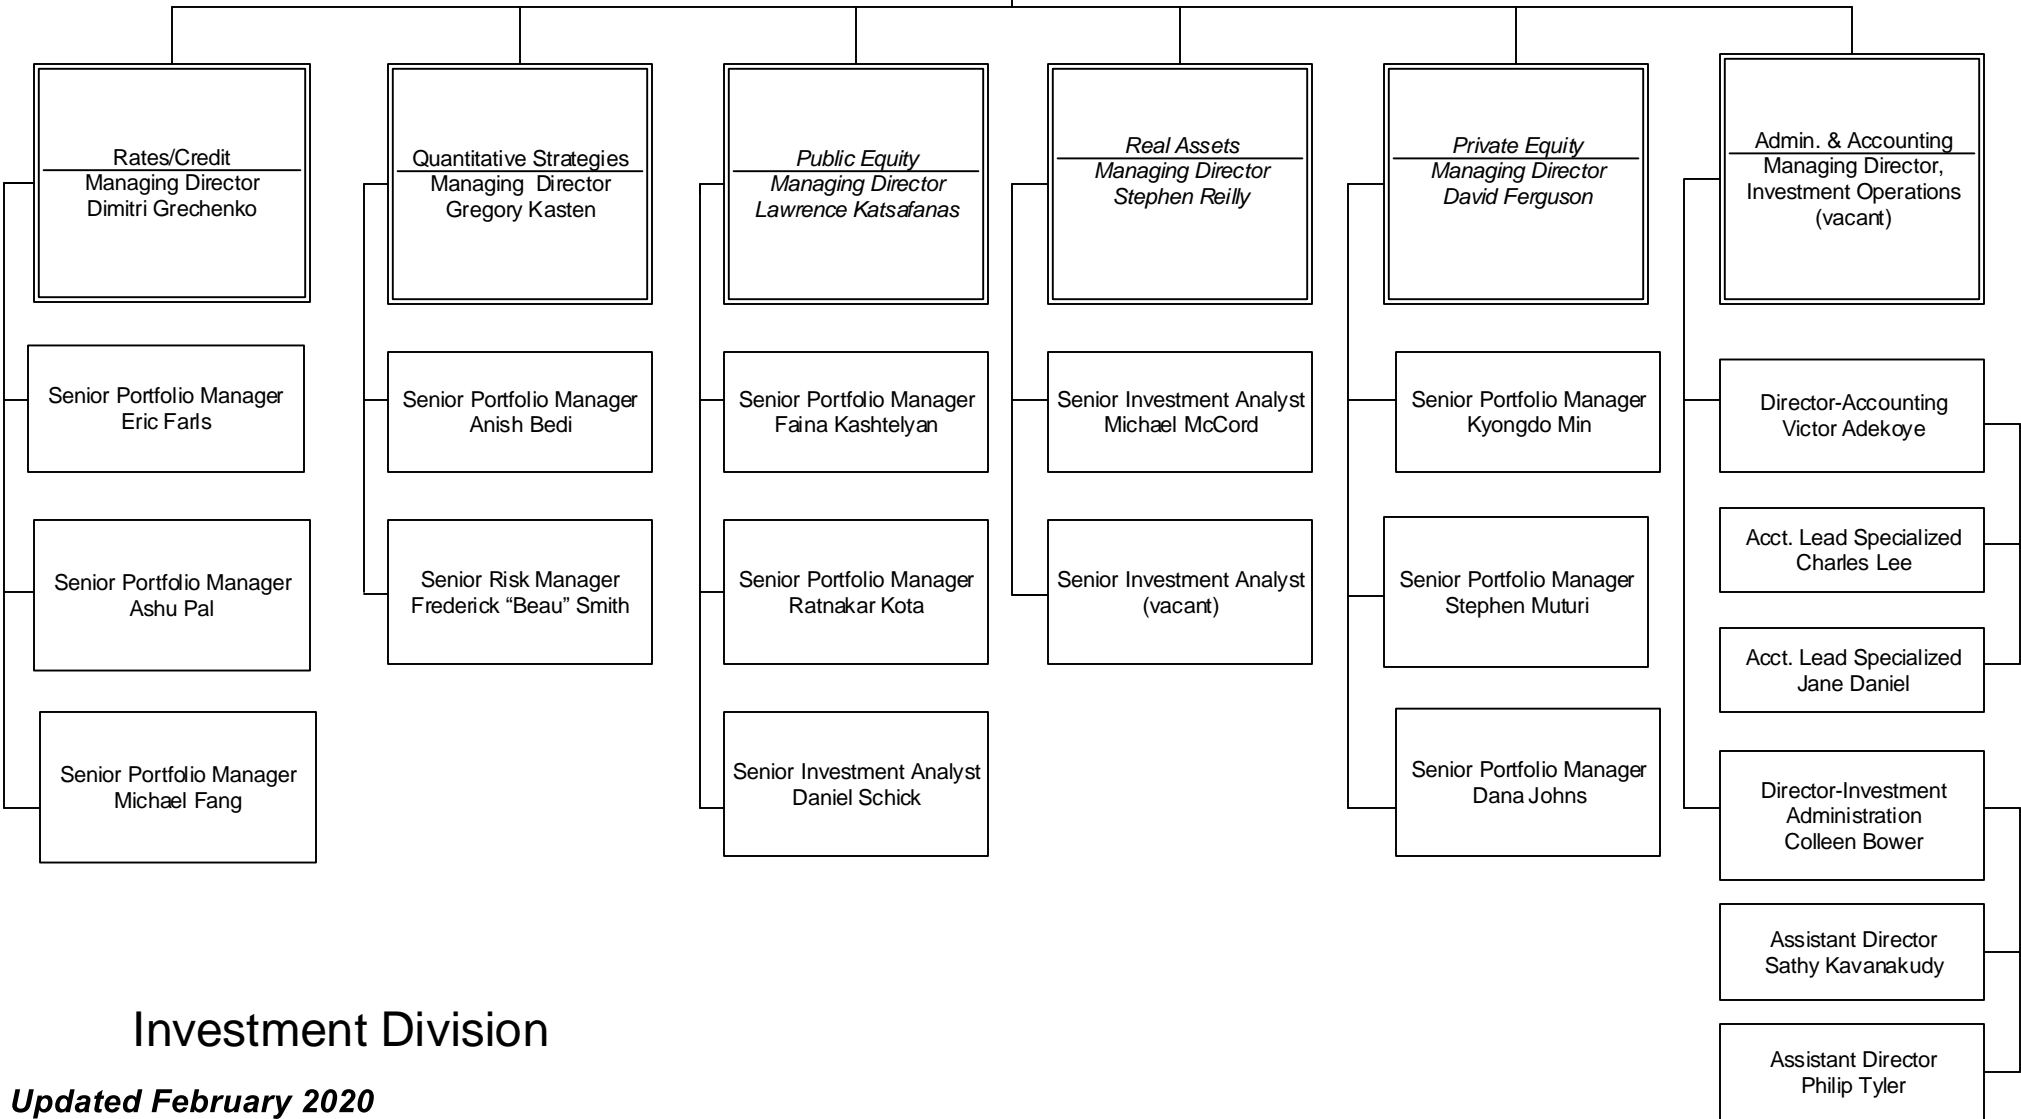 Rates/Credit
Managing Director
Dimitri Grechenko
Quantitative Strategies
Managing Director
Gregory Kasten
Public Equity
Managing Director
Lawrence Katsafanas
Real Assets
Managing Director
Stephen Reilly
Private Equity
Managing Director
David Ferguson
Admin. & Accounting
Managing Director,
Investment Operations
(vacant)
Senior Portfolio Manager
Eric Farls
Senior Portfolio Manager
Anish Bedi
Senior Portfolio Manager
Faina Kashtelyan
Senior Investment Analyst
Michael McCord
Senior Portfolio Manager
Kyongdo Min
Director-Accounting
Victor Adekoye
Senior Portfolio Manager
Ashu Pal
Senior Risk Manager
Frederick “Beau” Smith
Senior Portfolio Manager
Ratnakar Kota
Senior Investment Analyst
(vacant)
Senior Portfolio Manager
Stephen Muturi
Acct. Lead Specialized
Charles Lee
Acct. Lead Specialized
Jane Daniel
Senior Portfolio Manager
Michael Fang
Senior Investment Analyst
Daniel Schick
Senior Portfolio Manager
Dana Johns
Director-Investment
Administration
Colleen Bower
Assistant Director
Sathy Kavanakudy
Assistant Director
Philip Tyler
Investment Division
Updated February 2020